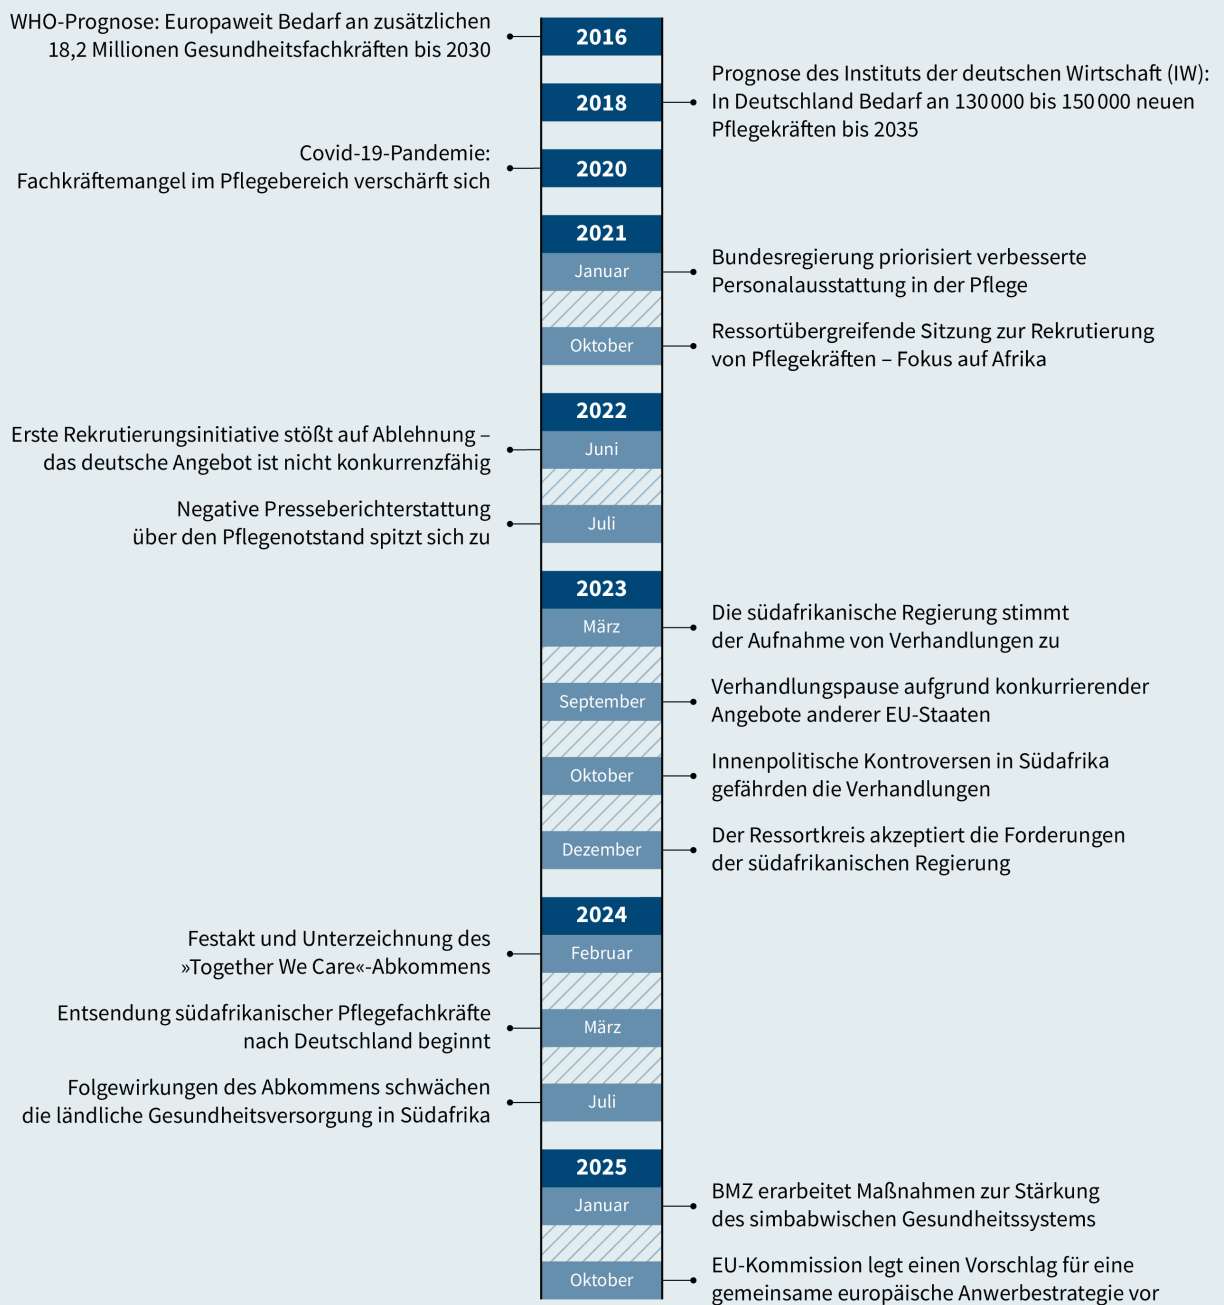 WHO-Prognose: Europaweit Bedarf an zusätzlichen
18,2 Millionen Gesundheitsfachkräften bis 2030
2016
2018
Prognose des Instituts der deutschen Wirtschaft (IW):
In Deutschland Bedarf an 130 000 bis 150 000 neuen
Pflegekräften bis 2035
Covid-19-Pandemie:
Fachkräftemangel im Pflegebereich verschärft sich
2020
2021
Januar
Bundesregierung priorisiert verbesserte
Personalausstattung in der Pflege
Oktober
Ressortübergreifende Sitzung zur Rekrutierung
von Pflegekräften – Fokus auf Afrika
2022
Erste Rekrutierungsinitiative stößt auf Ablehnung –
das deutsche Angebot ist nicht konkurrenzfähig
Juni
Negative Presseberichterstattung
über den Pflegenotstand spitzt sich zu
Juli
2023
März
Die südafrikanische Regierung stimmt
der Aufnahme von Verhandlungen zu
September
Verhandlungspause aufgrund konkurrierender
Angebote anderer EU-Staaten
Oktober
Innenpolitische Kontroversen in Südafrika
gefährden die Verhandlungen
Dezember
Der Ressortkreis akzeptiert die Forderungen
der südafrikanischen Regierung
2024
Festakt und Unterzeichnung des
»Together We Care«-Abkommens
Februar
Entsendung südafrikanischer Pflegefachkräfte
nach Deutschland beginnt
März
Folgewirkungen des Abkommens schwächen
die ländliche Gesundheitsversorgung in Südafrika
Juli
2025
Januar
BMZ erarbeitet Maßnahmen zur Stärkung
des simbabwischen Gesundheitssystems
Oktober
EU-Kommission legt einen Vorschlag für eine
gemeinsame europäische Anwerbestrategie vor